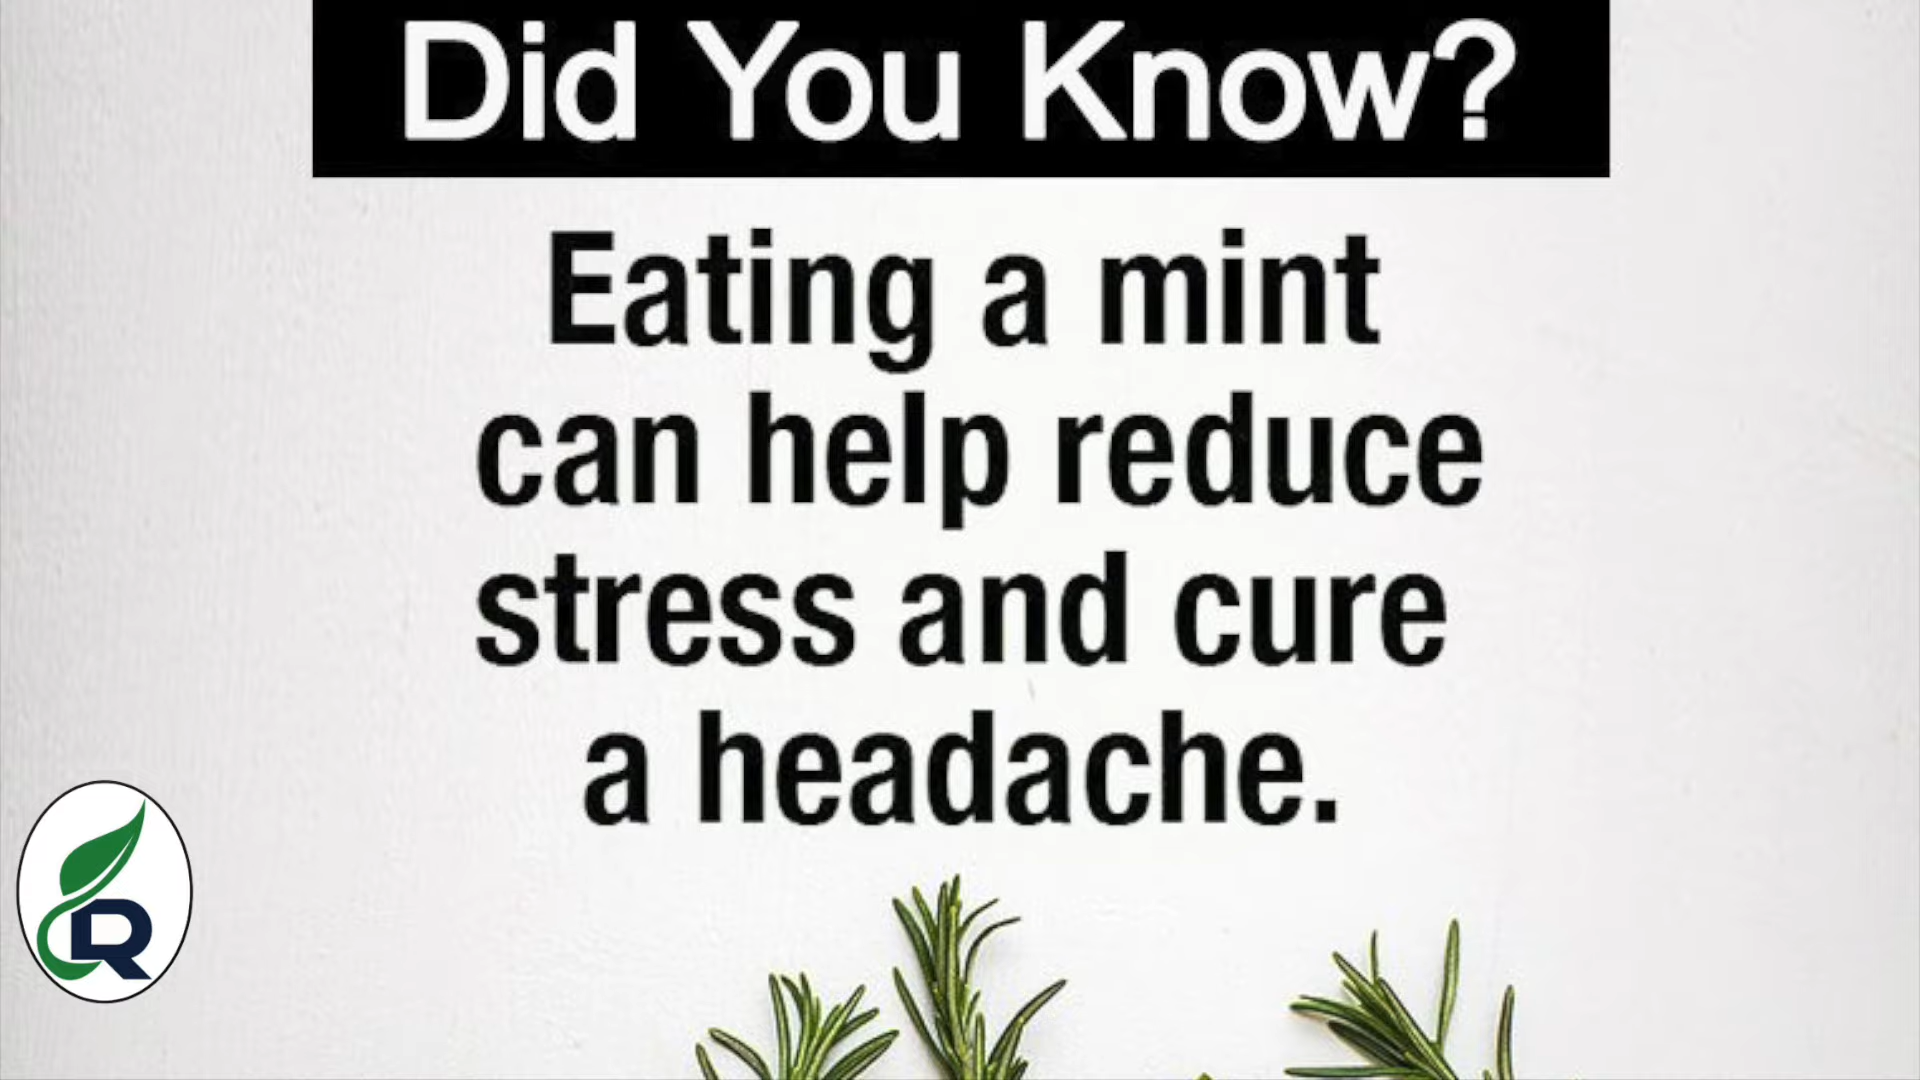 Did You Know?
Eating a mint
can help reduce
stress and cure
a headache.
R